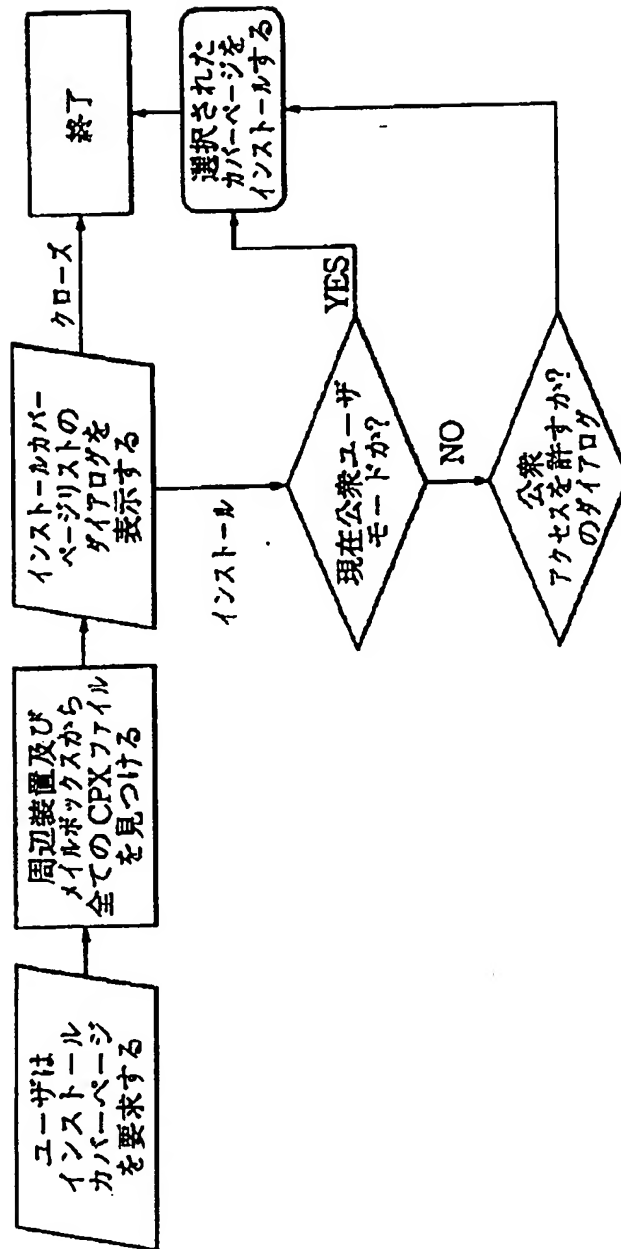 ユーザは
インストール
カバーページ
を要求する
周辺装置及び
メイルボックスから
全てのCPXファイル
を見つける
インストールカバー
ページリストの
ダイアログを
表示する
クローズ
終了
インストール
現在公衆ユーザ
モードか?
YES
選択された
カバーページを
インストールする
NO
公衆
アクセスを許すか?
のダイアログ